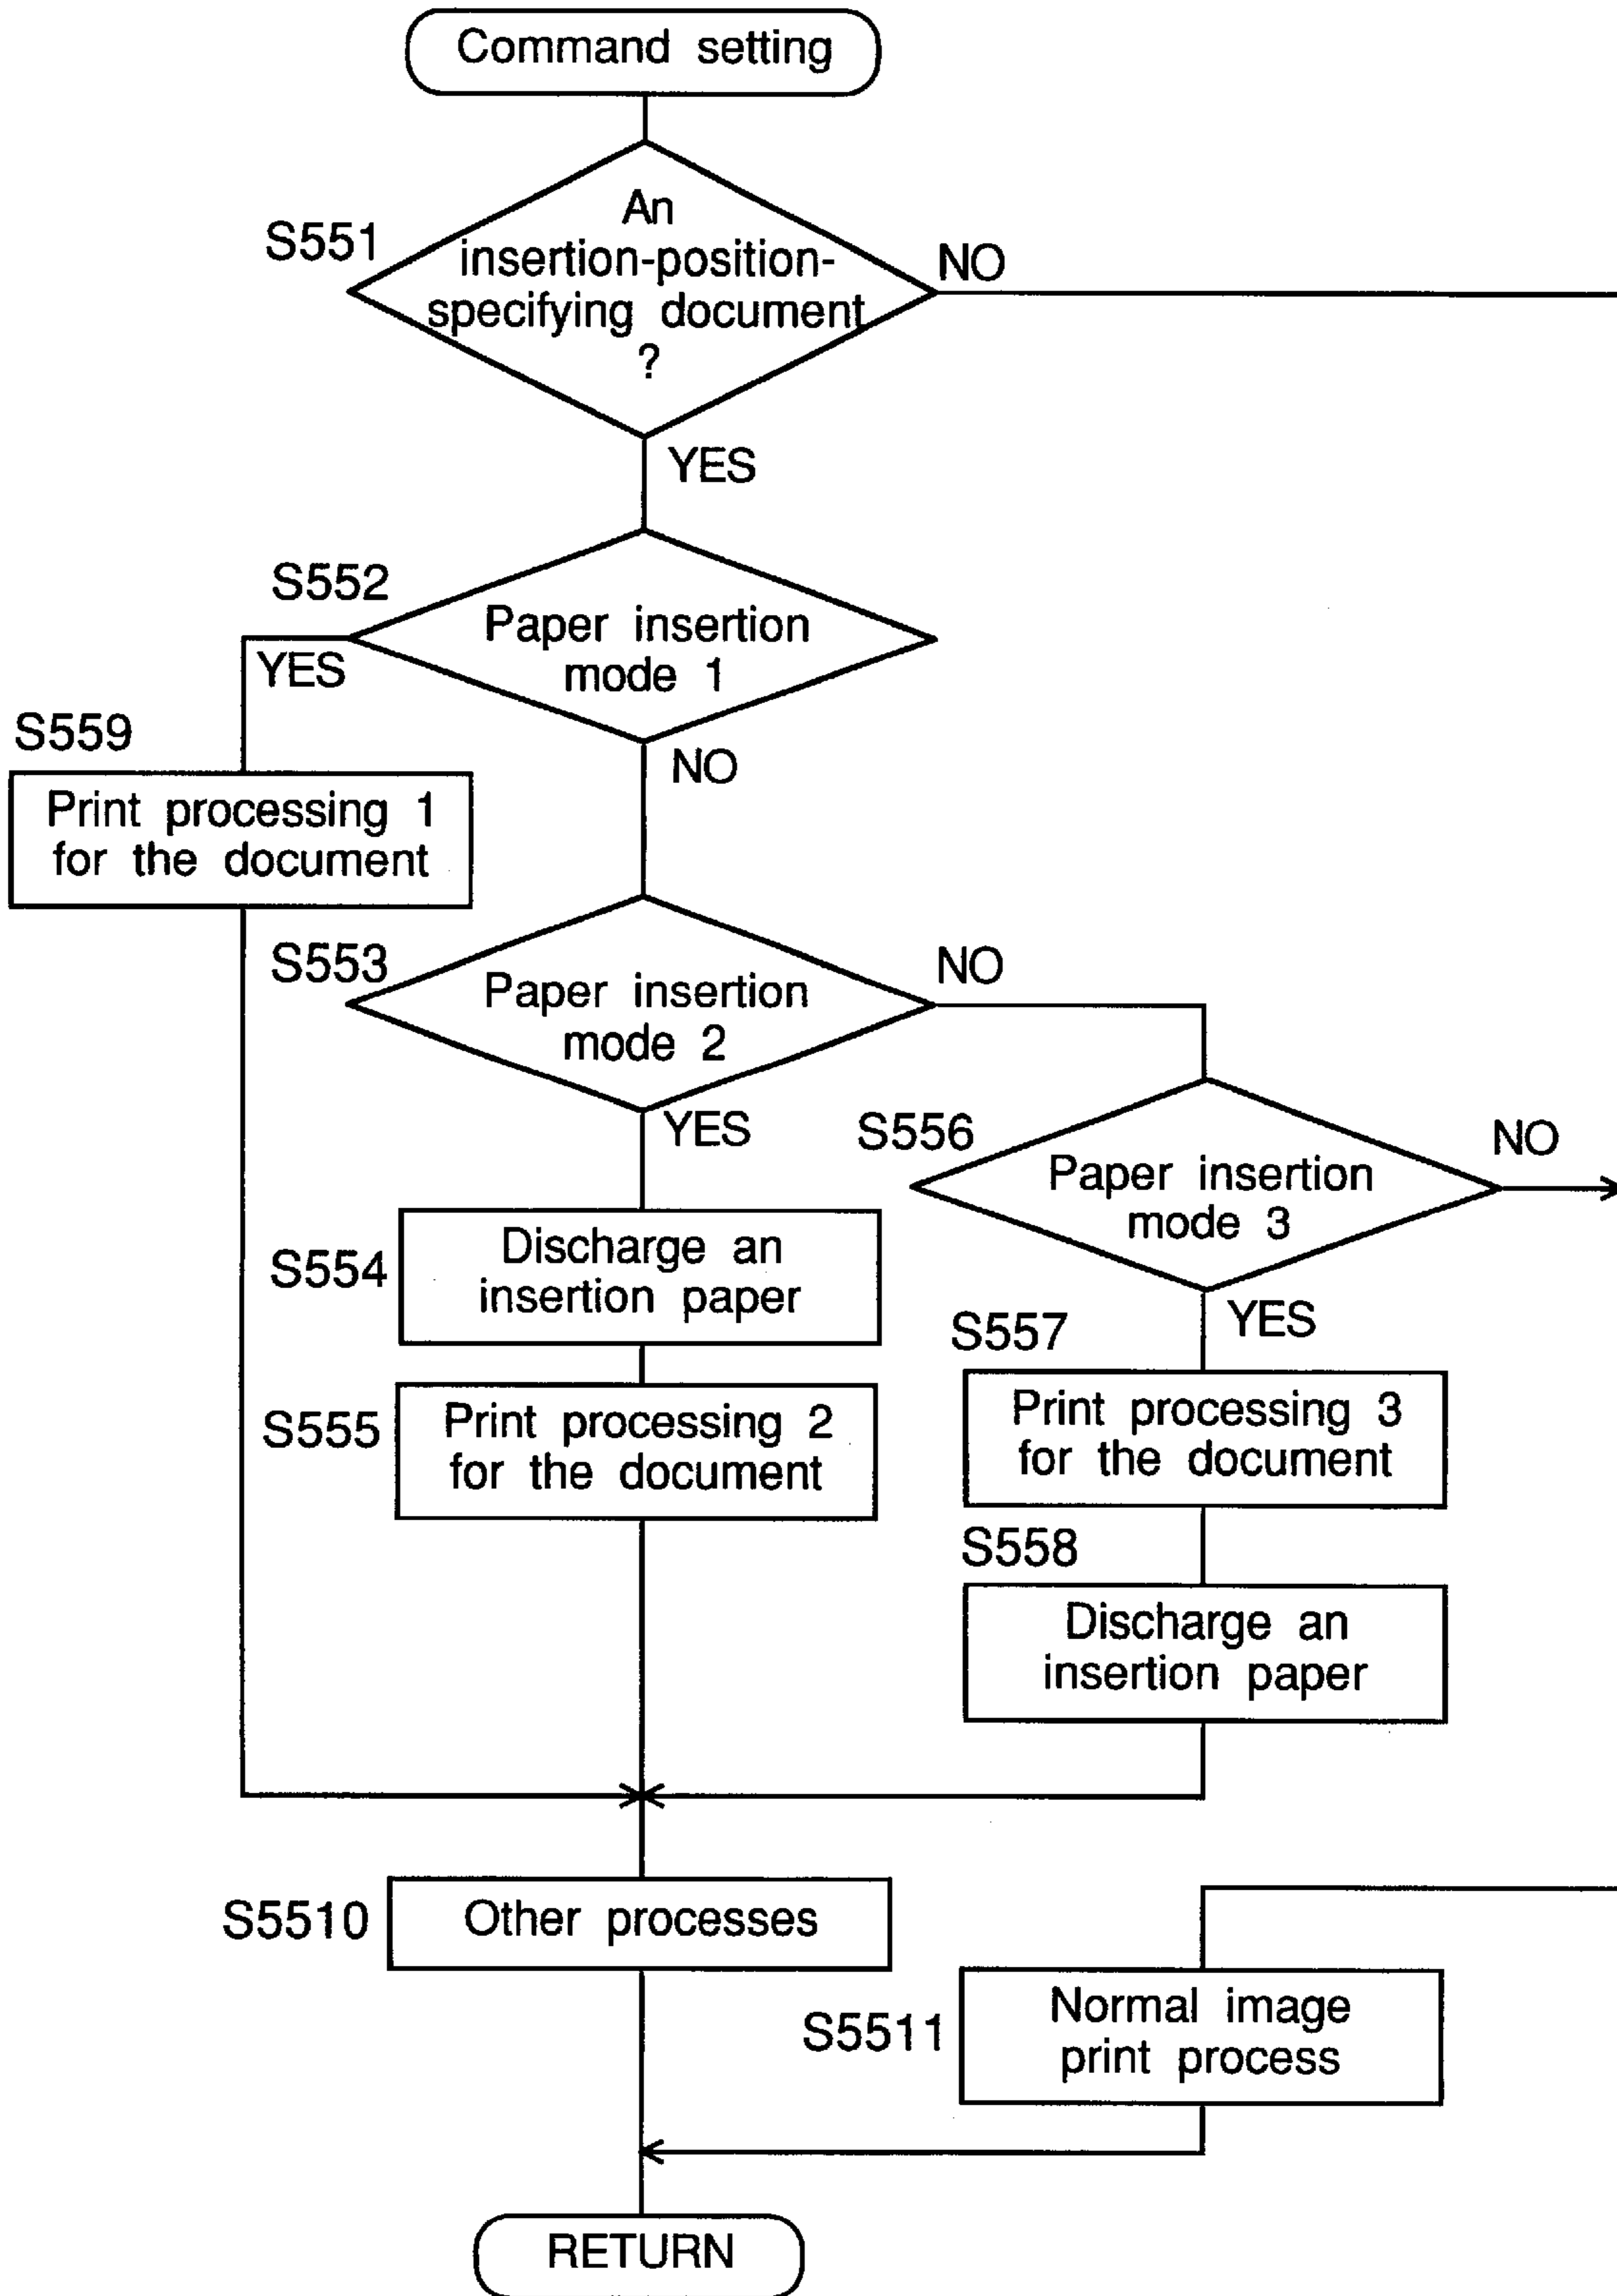 Command setting
S551
An
insertion-position-
specifying document
?
NO
YES
S552
Paper insertion
mode 1
YES
NO
S559
Print processing 1
for the document
S553
Paper insertion
mode 2
NO
YES
S556
Paper insertion
mode 3
NO
YES
S554
Discharge an
insertion paper
S557
Print processing 3
for the document
S555
Print processing 2
for the document
S558
Discharge an
insertion paper
S5510
Other processes
S5511
Normal image
print process
RETURN